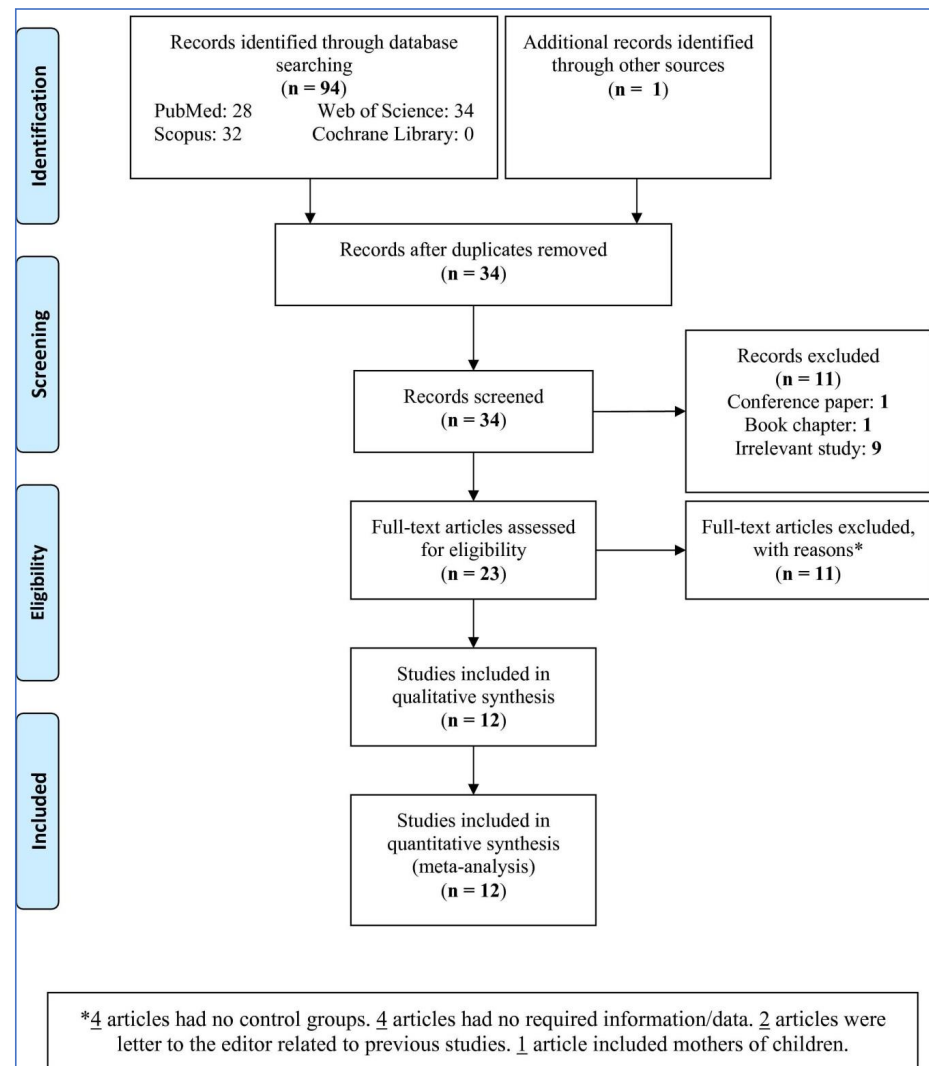 Identification
Records identified through database
searching
(n = 94)
PubMed: 28 Web of Science: 34
Scopus: 32 Cochrane Library: 0
Additional records identified
through other sources
(n = 1)
Records after duplicates removed
(n = 34)
Screening
Records screened
(n = 34)
Records excluded
(n = 11)
Conference paper: 1
Book chapter: 1
Irrelevant study: 9
Eligibility
Full-text articles assessed
for eligibility
(n = 23)
Full-text articles excluded,
with reasons*
(n = 11)
Studies included in
qualitative synthesis
(n = 12)
Included
Studies included in
quantitative synthesis
(meta-analysis)
(n = 12)
*4 articles had no control groups. 4 articles had no required information/data. 2 articles were
letter to the editor related to previous studies. 1 article included mothers of children.